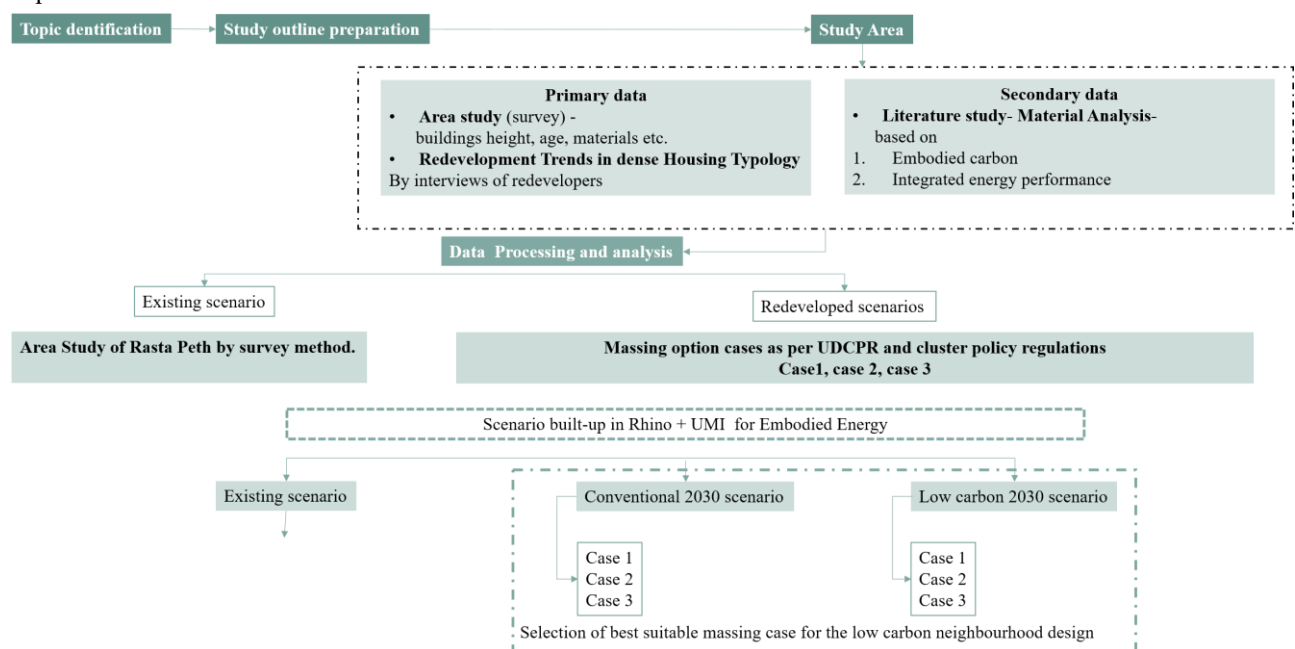 Topic dentification
Study outline preparation
Study Area
Primary data
• Area study (survey) -
buildings height, age, materials etc.
• Redevelopment Trends in dense Housing Typology
By interviews of redevelopers
Secondary data
• Literature study- Material Analysis-
based on
1. Embodied carbon
2. Integrated energy performance
Data Processing and analysis
Existing scenario
Redeveloped scenarios
Area Study of Rasta Peth by survey method.
Massing option cases as per UDCPR and cluster policy regulations
Case1, case 2, case 3
Scenario built-up in Rhino + UMI for Embodied Energy
Existing scenario
Conventional 2030 scenario
Low carbon 2030 scenario
Case 1
Case 2
Case 3
Case 1
Case 2
Case 3
Selection of best suitable massing case for the low carbon neighbourhood design